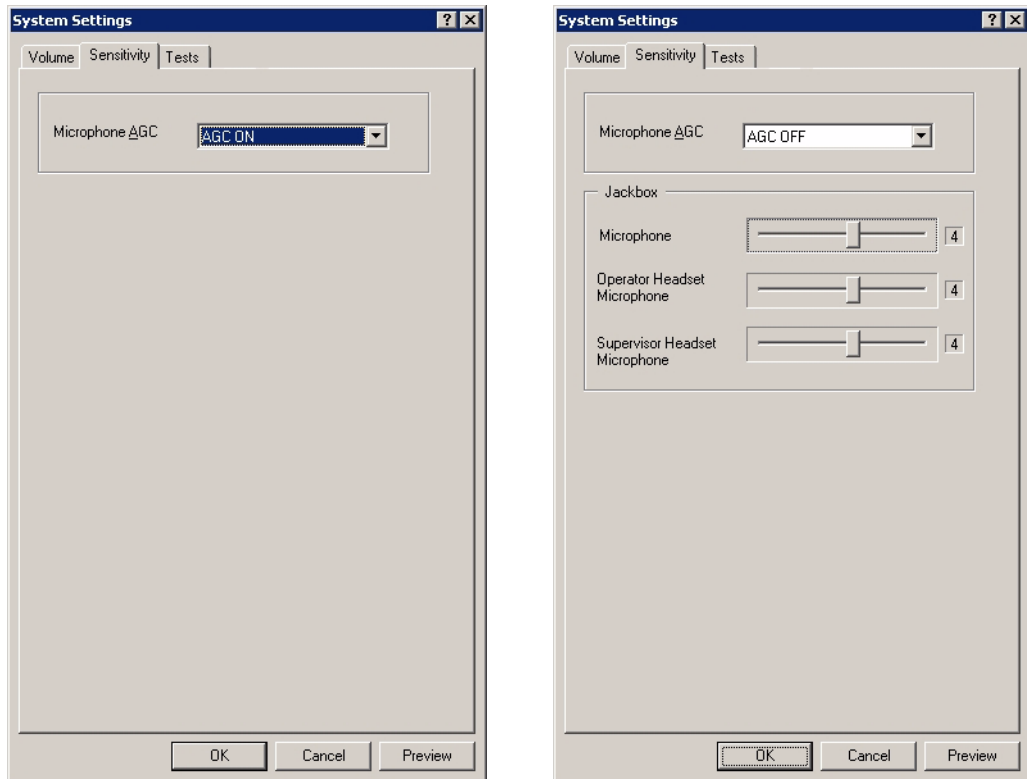 System Settings
Volume Sensitivity Tests
Microphone AGC
AGC ON
OK Cancel Preview
System Settings
Volume Sensitivity Tests
Microphone AGC
AGC OFF
Jackbox
Microphone
4
Operator Headset
Microphone
4
Supervisor Headset
Microphone
4
OK Cancel Preview